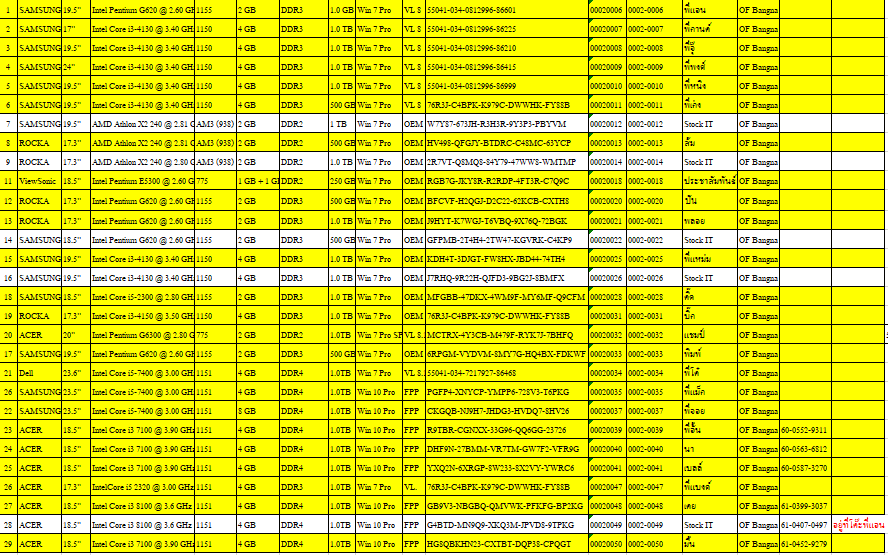 1 SAMSUNG 19.5" Intel Pentium G620 @ 2.60 GH 1155 2 GB DDR3 1.0 GB Win 7 Pro VL 8 55041-034-0812996-86601 00020006 0002-0006 พี่แอน OF Bangna
2 SAMSUNG 17" Intel Core i3-4130 @ 3.40 GH 1150 4 GB DDR3 1.0 TB Win 7 Pro VL 8 55041-034-0812996-86225 00020007 0002-0007 พี่กานต์ OF Bangna
3 SAMSUNG 19.5" Intel Core i3-4130 @ 3.40 GH 1150 4 GB DDR3 1.0 TB Win 7 Pro VL 8 55041-034-0812996-86210 00020008 0002-0008 OF Bangna
4 SAMSUNG 24" Intel Core i3-4130 @ 3.40 GH 1150 4 GB DDR3 1.0 TB Win 7 Pro VL 8 55041-034-0812996-86415 00020009 0002-0009 พี่พงศ์ OF Bangna
5 SAMSUNG 19.5" Intel Core i3-4130 @ 3.40 GH 1150 4 GB DDR3 1.0 TB Win 7 Pro VL 8 55041-034-0812996-86999 00020010 0002-0010 พี่หนิง OF Bangna
6 SAMSUNG 19.5" Intel Core i3-4130 @ 3.40 GH 1150 4 GB DDR3 500 GB Win 7 Pro VL 8 76R3J-C4BPK-K979C-DWWHK-FY88B 00020011 0002-0011 พี่เก่ง OF Bangna
7 SAMSUNG 19.5" AMD Athlon X2 240 @ 2.81 G AM3 (938) 2 GB DDR2 1 TB Win 7 Pro OEM W7Y87-673JH-R3H3R-9Y3P3-PBYVM 00020012 0002-0012 Stock IT OF Bangna
8 ROCKA 17.3" AMD Athlon X2 240 @ 2.81 G AM3 (938) 2 GB DDR2 500 GB Win 7 Pro OEM HV498-QFGJY-BTDRC-C48MC-63YCP 00020013 0002-0013 ส้ม OF Bangna
9 ROCKA 17.3" AMD Athlon X2 240 @ 2.80 G AM3 (938) 2 GB DDR2 1.0 TB Win 7 Pro OEM 2R7VT-Q8MQ8-84Y79-47WW8-WMTMP 00020014 0002-0014 Stock IT OF Bangna
11 ViewSonic 18.5" Intel Pentium E5300 @ 2.60 G 775 1 GB + 1 GB DDR2 250 GB Win 7 Pro OEM RGB7G-JKY8R-R2RDP-4FT3R-C7Q9C 00020018 0002-0018 ประชาสัมพันธ์ OF Bangna
12 ROCKA 17.3" Intel Pentium G620 @ 2.60 GH 1155 2 GB DDR3 500 GB Win 7 Pro OEM BFCVF-H2QGJ-D2C22-62KCB-CXTH8 00020020 0002-0020 ปั้น OF Bangna
13 ROCKA 17.3" Intel Pentium G620 @ 2.60 GH 1155 2 GB DDR3 1.0 TB Win 7 Pro OEM J9HYT-K7WGJ-T6VBQ-9X76Q-72BGK 00020021 0002-0021 พลอย OF Bangna
14 SAMSUNG 18.5" Intel Pentium G620 @ 2.60 GH 1155 2 GB DDR3 500 GB Win 7 Pro OEM GFPMB-2T4H4-2TW47-KGVRK-C4KP9 00020022 0002-0022 Stock IT OF Bangna
15 SAMSUNG 19.5" Intel Core i3-4130 @ 3.40 GH 1150 4 GB DDR3 1.0 TB Win 7 Pro OEM KDH4T-3DJGT-FW8HX-JBD44-74TH4 00020025 0002-0025 พี่แหม่ม OF Bangna
16 SAMSUNG 19.5" Intel Core i3-4130 @ 3.40 GH 1150 4 GB DDR3 1.0 TB Win 7 Pro OEM J7RHQ-9R22H-QJFD3-9BG2J-8BMFX 00020026 0002-0026 Stock IT OF Bangna
18 SAMSUNG 18.5" Intel Core i5-2300 @ 2.80 GH 1155 2 GB DDR3 1.0 TB Win 7 Pro OEM MFGBB-47DKX-4WM9F-MY6MF-Q9CFM 00020028 0002-0028 OF Bangna
19 ROCKA 17.3" Intel Core i3-4150 @ 3.50 GH 1150 4 GB DDR3 1.0 TB Win 7 Pro OEM 76R3J-C4BPK-K979C-DWWHK-FY88B 00020031 0002-0031 OF Bangna
20 ACER 20" Intel Pentium G6300 @ 2.80 G 775 2 GB DDR2 1.0TB Win 7 Pro SP VL 8.1 MCTRX-4Y3CB-M479F-RYK7J-7BHFQ 00020032 0002-0032 แชมป์ OF Bangna
17 SAMSUNG 19.5" Intel Pentium G620 @ 2.60 GH 1155 2 GB DDR3 500 GB Win 7 Pro OEM 6RPGM-VYDVM-8MY7G-HQ4BX-FDKWF 00020033 0002-0033 พิมพ์ OF Bangna
21 Dell 23.6" Intel Core i5-7400 @ 3.00 GH 1151 4 GB DDR4 1.0TB Win 7 Pro VL 8.1 55041-034-7217927-86468 00020034 0002-0034 พี่โต้ OF Bangna
26 SAMSUNG 23.5" Intel Core i5-7400 @ 3.00 GH 1151 4 GB DDR4 1.0TB Win 10 Pro FPP PGFP4-XNYCP-YMPP6-728V3-T6PKG 00020035 0002-0035 พี่แม็ค OF Bangna
22 SAMSUNG 23.5" Intel Core i5-7400 @ 3.00 GH 1151 8 GB DDR4 1.0TB Win 10 Pro FPP CKGQB-NJ9H7-JHDG3-HVDQ7-8HV26 00020037 0002-0037 พี่จอย OF Bangna
23 ACER 18.5" Intel Core i3 7100 @ 3.90 GH 1151 4 GB DDR4 1.0TB Win 10 Pro FPP R9TBR-CGNXX-33G96-QQ6GG-23726 00020039 0002-0039 OF Bangna 60-0552-9311
24 ACER 18.5" Intel Core i3 7100 @ 3.90 GH 1151 4 GB DDR4 1.0TB Win 10 Pro FPP DHF9N-27BMM-VR7TM-GW7F2-VFR9G 00020040 0002-0040 นา OF Bangna 60-0563-6812
25 ACER 18.5" Intel Core i3 7100 @ 3.90 GH 1151 4 GB DDR4 1.0TB Win 10 Pro FPP YXQ2N-6XRGP-8W233-8X2VY-YWRC6 00020041 0002-0041 เบลล์ OF Bangna 60-0587-3270
26 ACER 18.5" IntelCore i5 2320 @ 3.00 GHz 1151 4 GB DDR3 1.0TB Win 7 Pro VL. 76R3J-C4BPK-K979C-DWWHK-FY88B 00020047 0002-0047 พี่แบงค์ OF Bangna
27 ACER 18.5" Intel Core i3 8100 @ 3.6 GHz 1151 4 GB DDR4 1.0TB Win 10 Pro FPP GB9V3-NBGBQ-QMVWK-PFKFG-BP2KG 00020048 0002-0048 เตย OF Bangna 61-0399-3037
28 ACER 18.5" Intel Core i3 8100 @ 3.6 GHz 1151 4 GB DDR4 1.0TB Win 10 Pro FPP G4BTD-MN9Q9-XKQ3M-JPVD8-9TPKG 00020049 0002-0049 Stock IT OF Bangna 61-0407-0497 อยู่ที่โต๊ะพี่แอน
29 ACER 18.5" Intel Core i3 7100 @ 3.90 GH 1151 4 GB DDR4 1.0TB Win 10 Pro FPP HG8QBKHN23-CXTBT-DQP38-CPQGT 00020050 0002-0050 OF Bangna 61-0452-9279